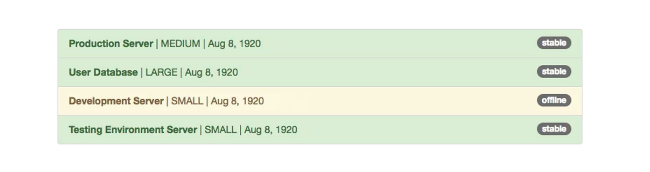 Production Server | MEDIUM | Aug 8, 1920 stable
User Database | LARGE | Aug 8, 1920 stable
Development Server | SMALL | Aug 8, 1920 offline
Testing Environment Server | SMALL | Aug 8, 1920 stable